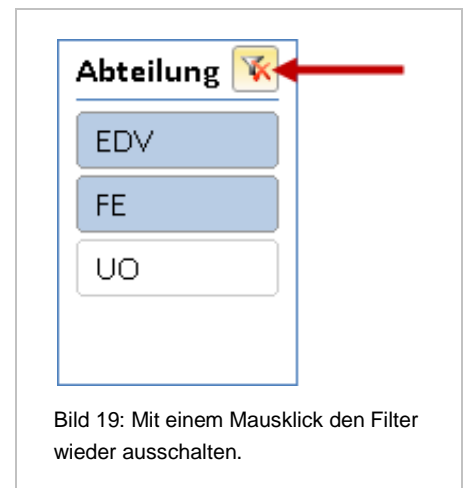 Abteilung
EDV
FE
UO
Bild 19: Mit einem Mausklick den Filter
wieder ausschalten.